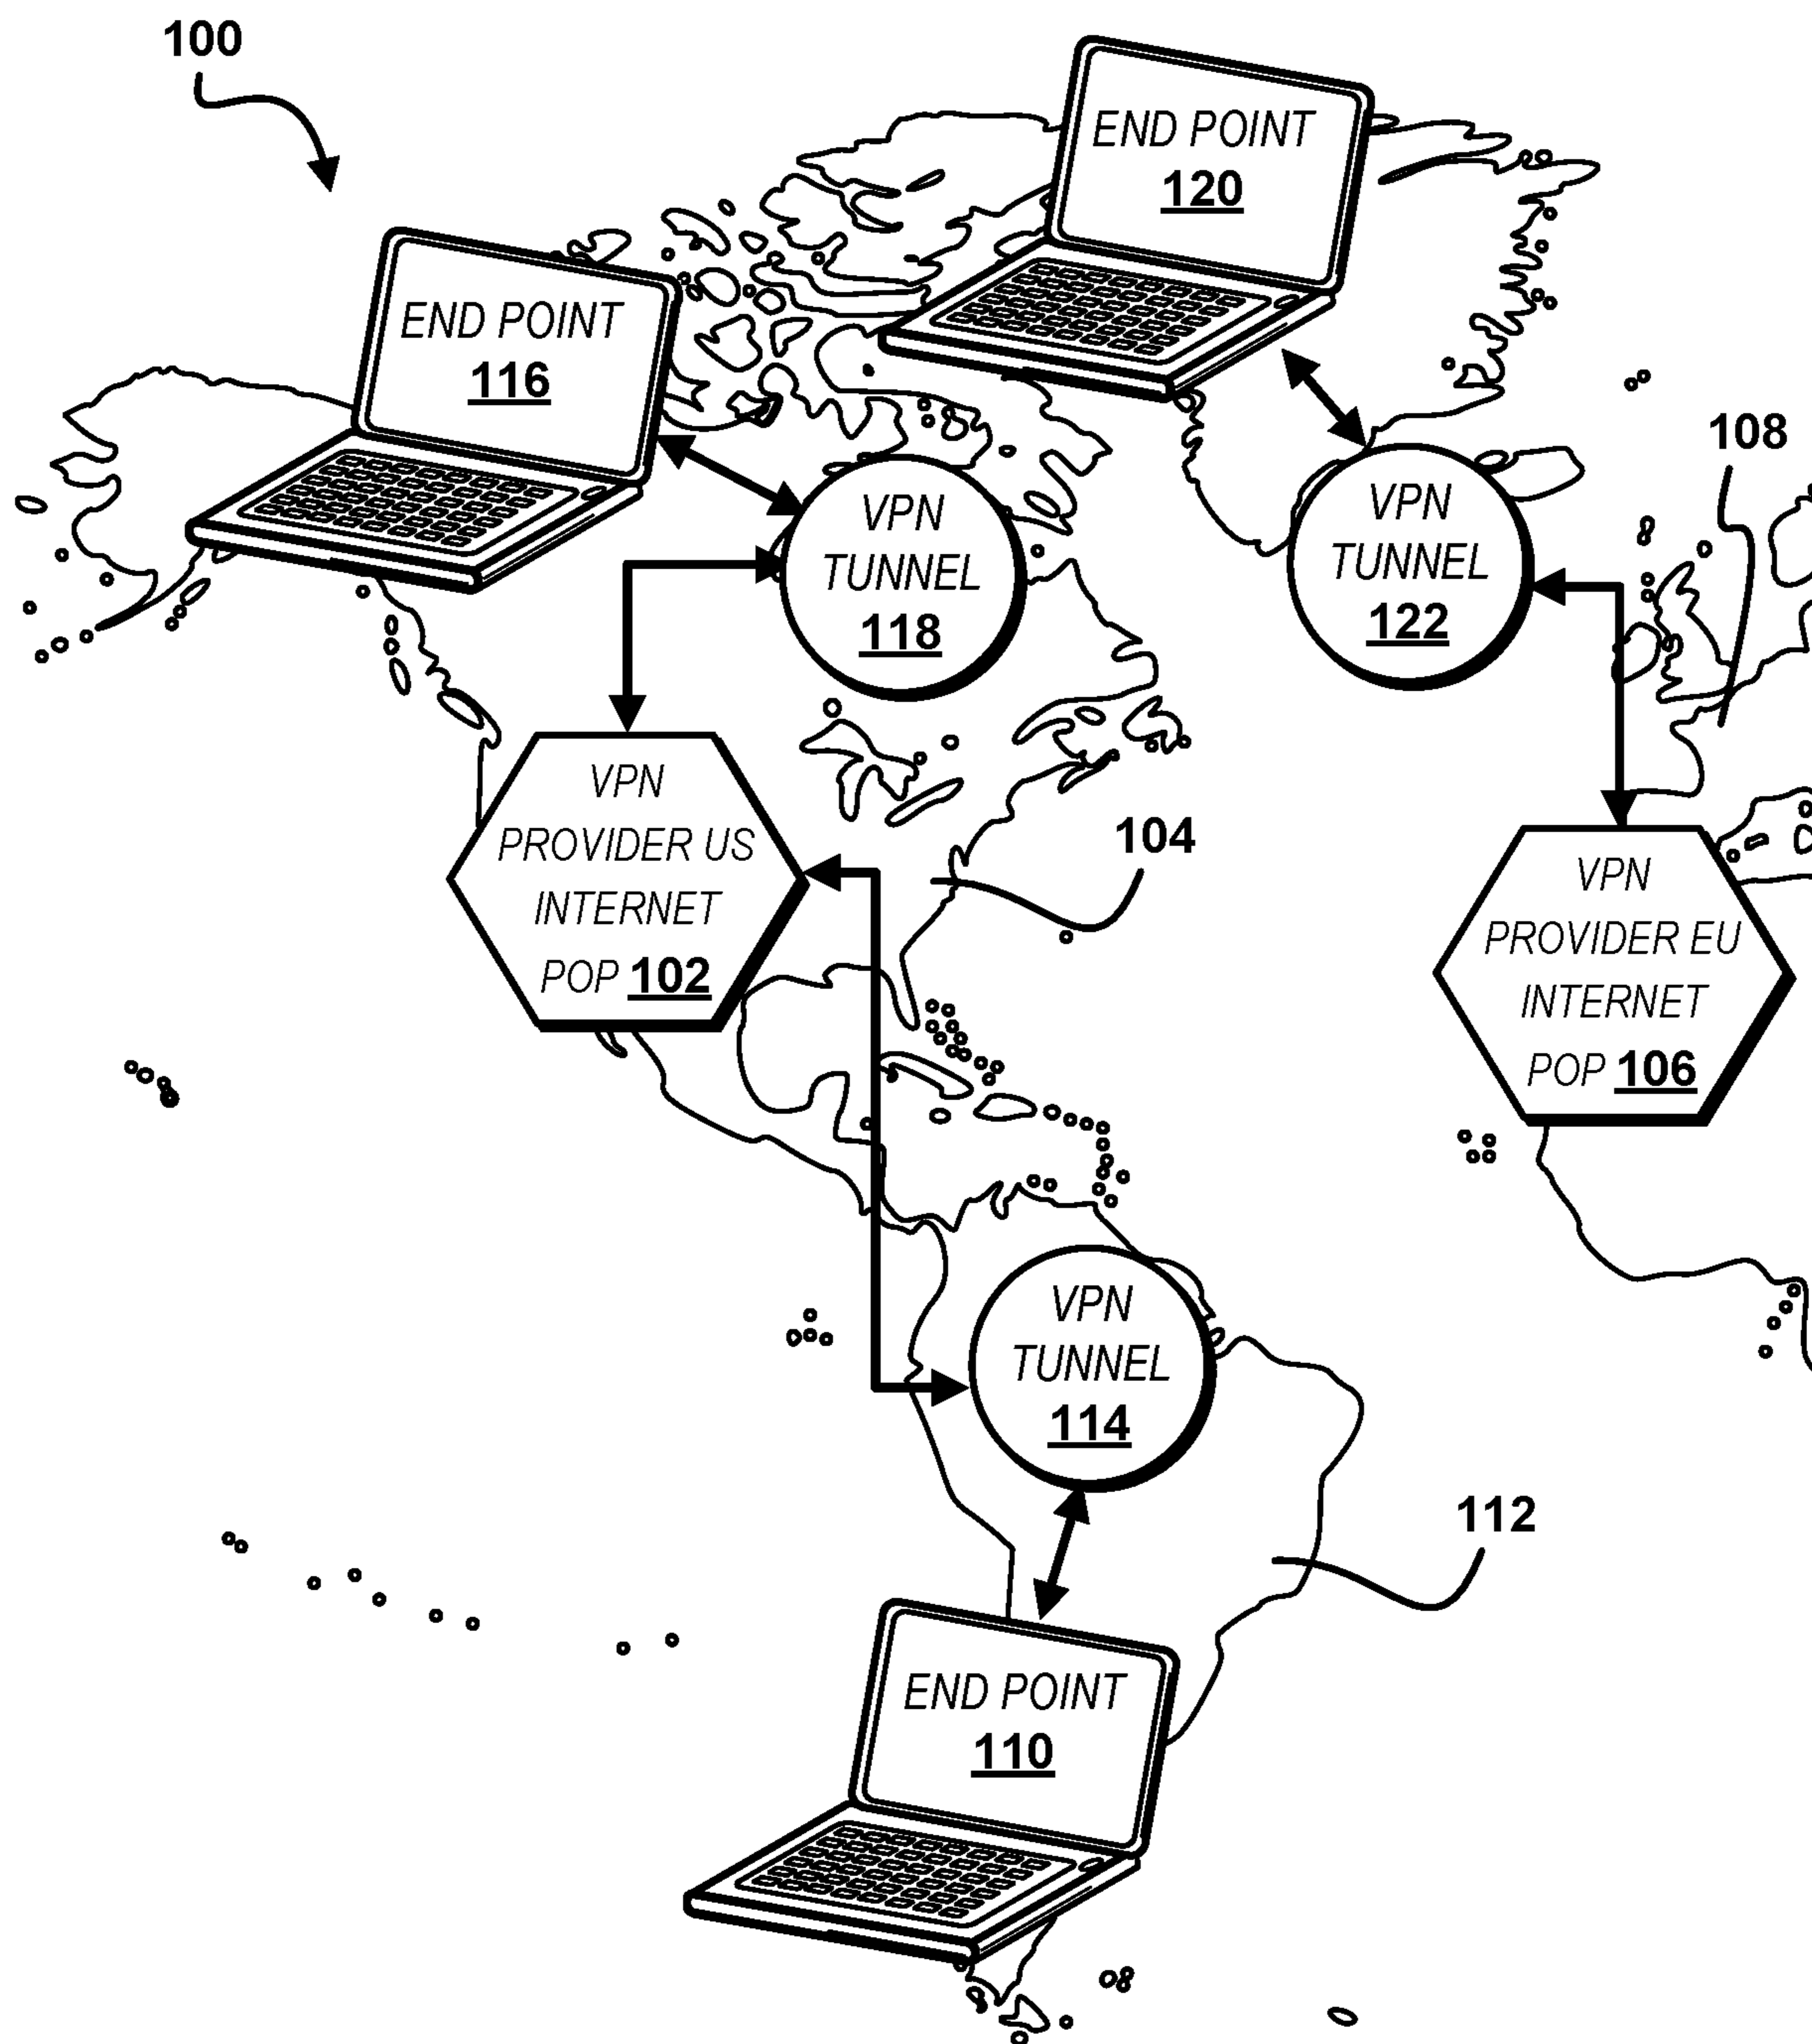 100
END POINT
120
END POINT
116
108
VPN
TUNNEL
118
VPN
TUNNEL
122
VPN
PROVIDER US
INTERNET
POP 102
104
VPN
PROVIDER EU
INTERNET
POP 106
VPN
TUNNEL
114
112
END POINT
110